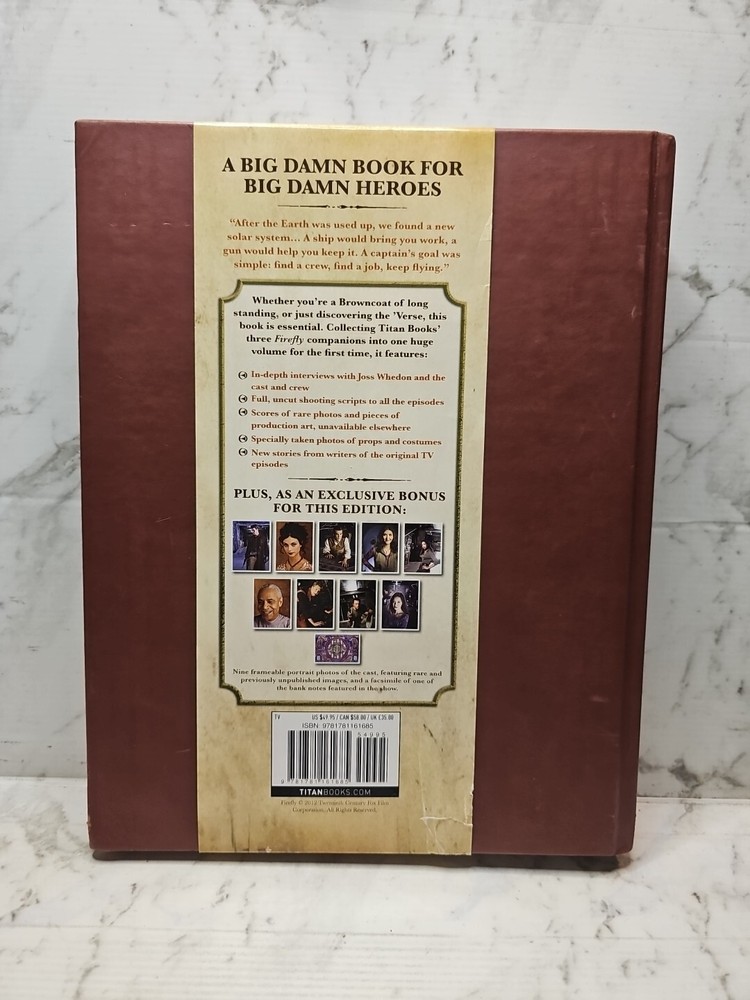 A BIG DAMN BOOK FOR
BIG DAMN HEROES
“After the Earth was used up, we found a new
solar system... A ship would bring you work, a
gun would help you keep it. A captain's goal was
simple: find a crew, find a job, keep flying.”
Whether you're a Browncoat of long
standing, or just discovering the 'Verse, this
book is essential. Collecting Titan Books'
three Firefly companions into one huge
volume for the first time, it features:
In-depth interviews with Joss Whedon and the
cast and crew
Full, uncut shooting scripts to all the episodes
Scores of rare photos and pieces of
production art, unavailable elsewhere
Specially taken photos of props and costumes
New stories from writers of the original TV
episodes
PLUS, AS AN EXCLUSIVE BONUS
FOR THIS EDITION:
Nine frameable portrait photos of the cast, featuring rare and
previously unpublished images, and a facsimile of one of
the bank notes featured in the show.
TV US $49.95 / CAN $58.00 / UK £35.00
ISBN: 9781781161685
54995
9 781781 161685
TITANBOOKS.COM
Firefly © 2012 Twentieth Century Fox Film
Corporation. All Rights Reserved.